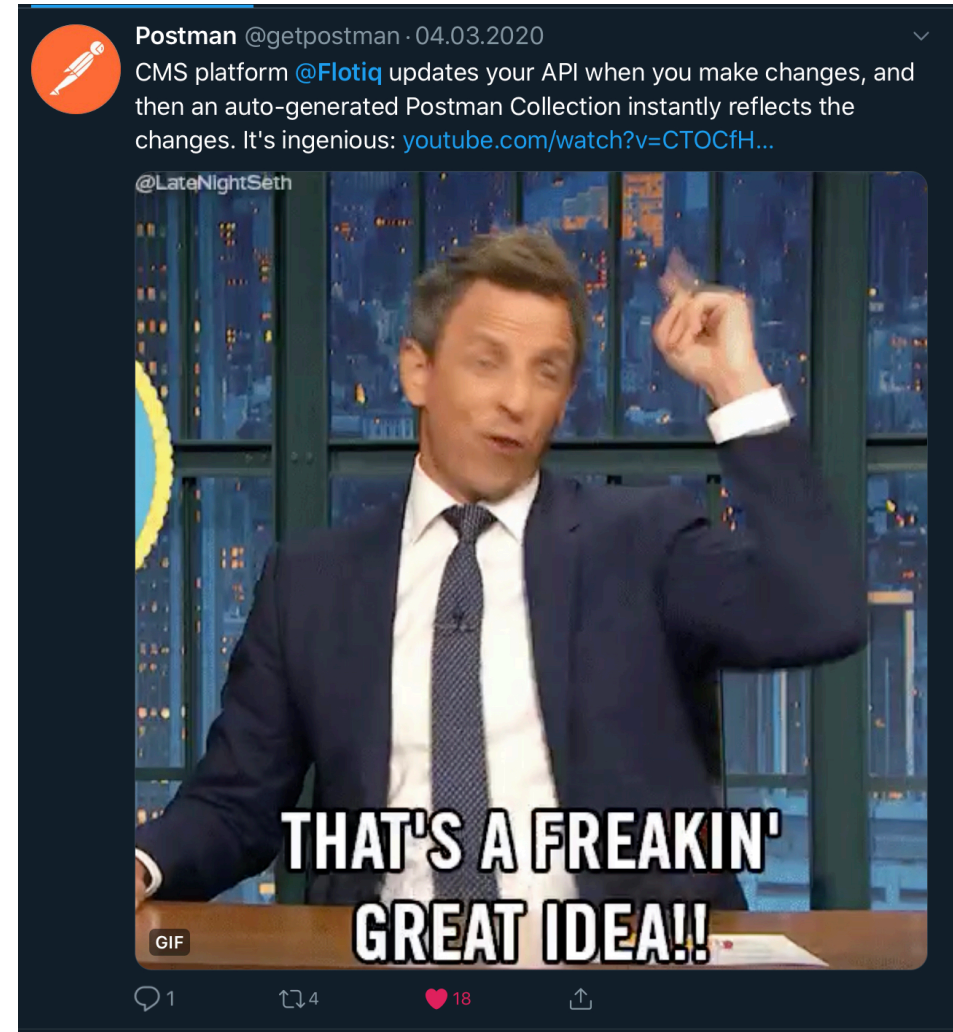 Postman @getpostman · 04.03.2020
CMS platform @Flotiq updates your API when you make changes, and
then an auto-generated Postman Collection instantly reflects the
changes. It's ingenious: youtube.com/watch?v=CTOCfH...
@LateNightSeth
THAT'S A FREAKIN'
GREAT IDEA!!
GIF
1 4 18